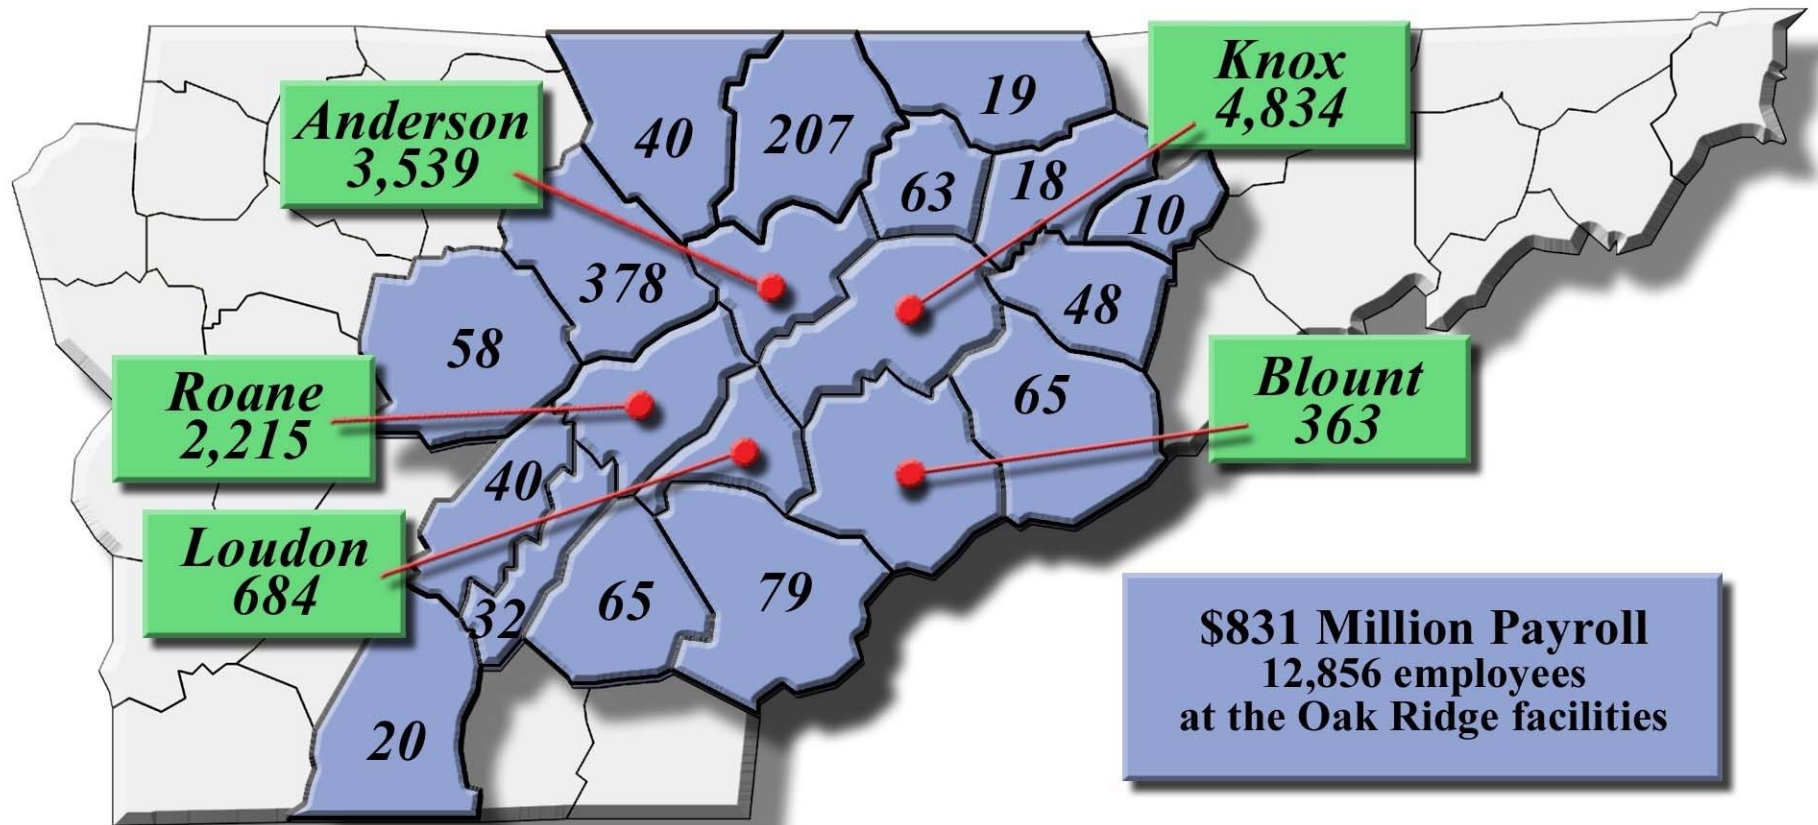 Knox
4,834
Anderson
3,539
19
40
207
63
18
10
378
48
58
Roane
2,215
65
Blount
363
40
Loudon
684
32
65
79
20
$831 Million Payroll
12,856 employees
at the Oak Ridge facilities